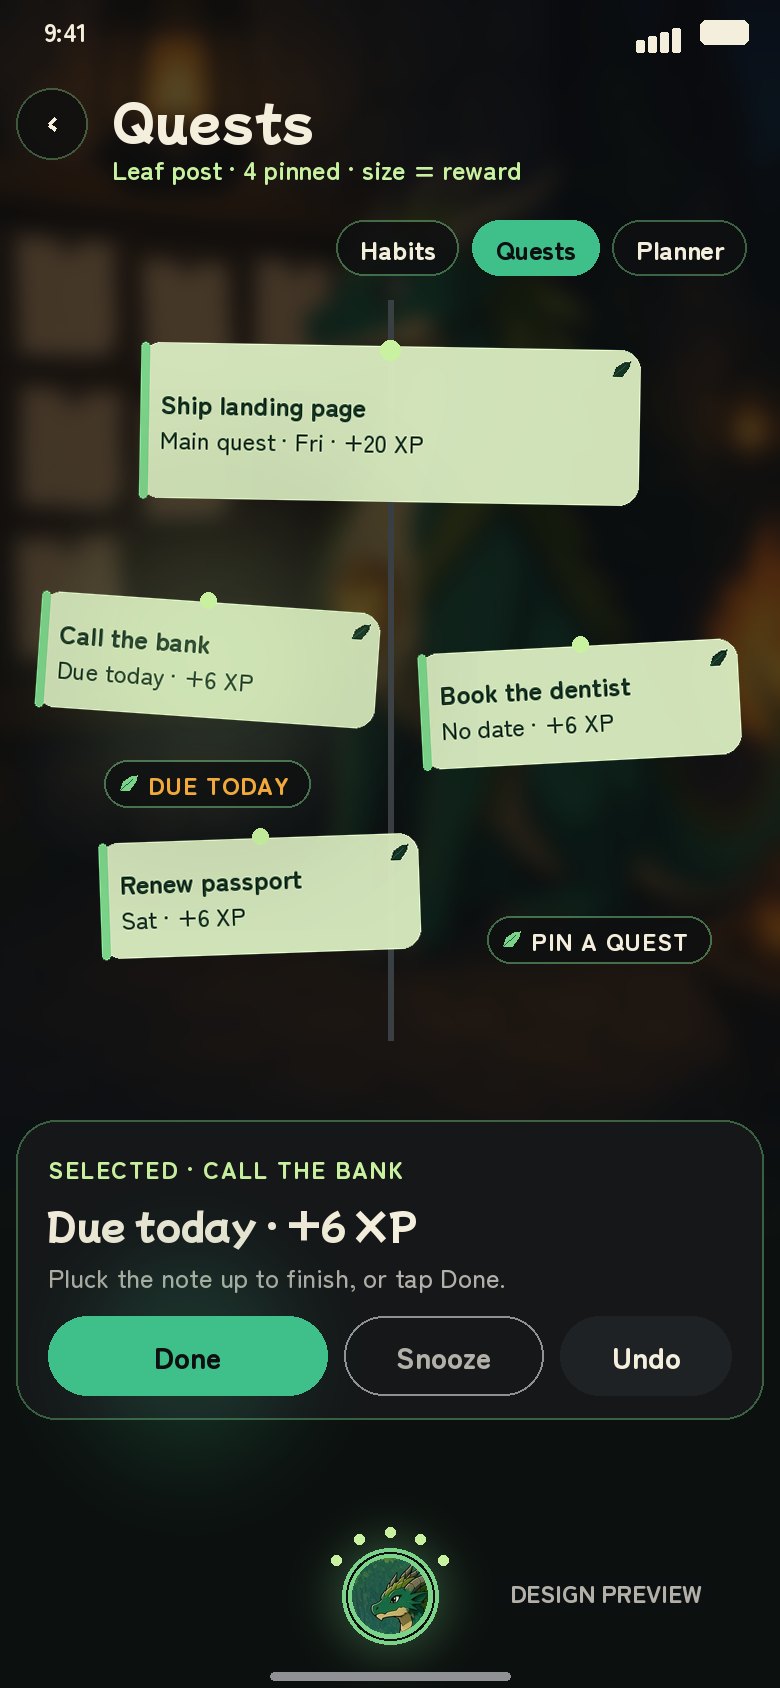 9:41
Quests
Leaf post · 4 pinned · size = reward
Habits
Quests
Planner
Ship landing page
Main quest · Fri · +20 XP
Call the bank
Due today · +6 XP
Book the dentist
No date · +6 XP
DUE TODAY
Renew passport
Sat · +6 XP
PIN A QUEST
SELECTED · CALL THE BANK
Due today · +6 XP
Pluck the note up to finish, or tap Done.
Done
Snooze
Undo
DESIGN PREVIEW